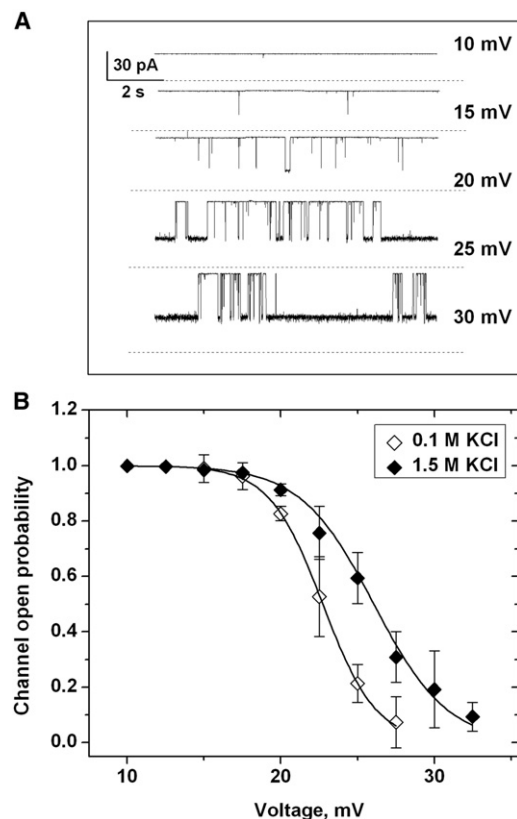 A
30 pA
2 s
10 mV
15 mV
20 mV
25 mV
30 mV
B
1.2
1.0
0.8
0.6
0.4
0.2
0.0
Channel open probability
0.1 M KCl
1.5 M KCl
10
20
30
Voltage, mV